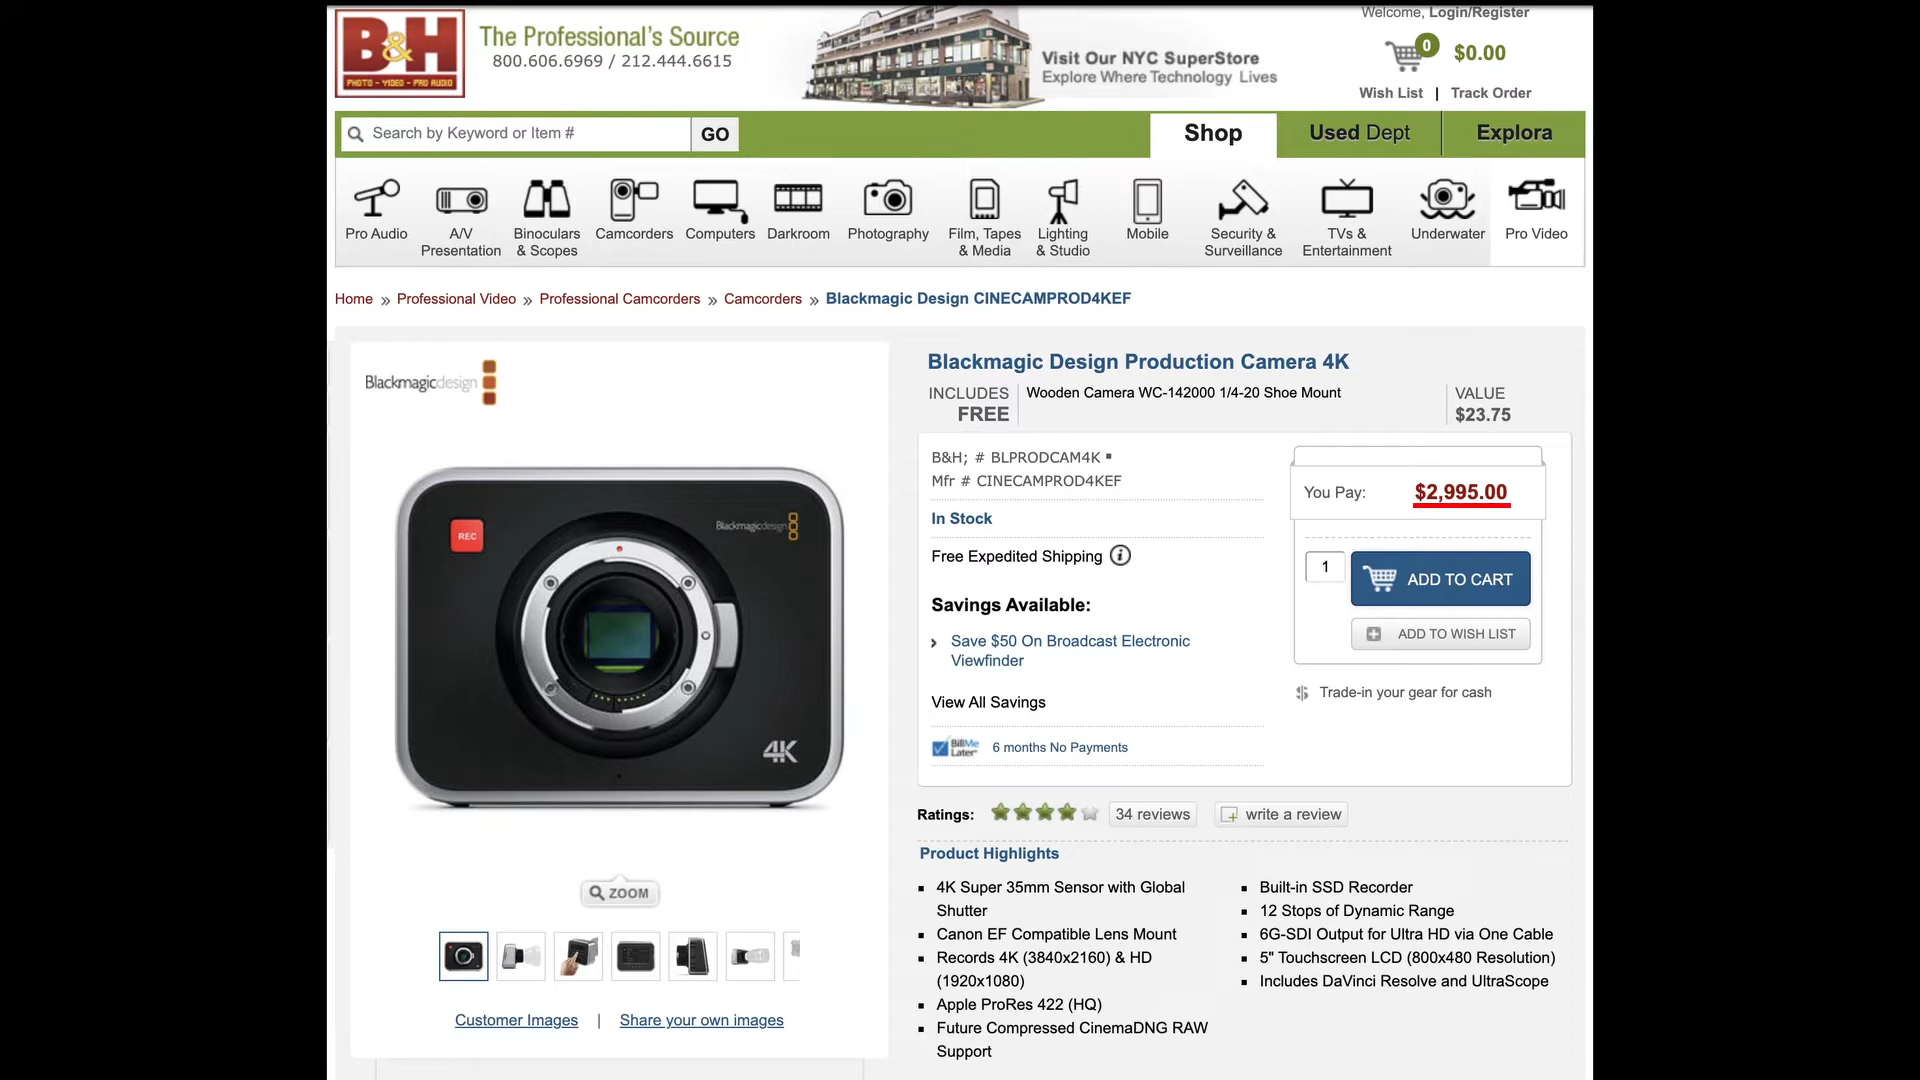 B&H
PHOTO - VIDEO - PRO AUDIO
The Professional's Source
800.606.6969 / 212.444.6615
Visit Our NYC SuperStore
Explore Where Technology Lives
Welcome, Login/Register
0 $0.00
Wish List | Track Order
Search by Keyword or Item #
GO
Shop
Used Dept
Explora
Pro Audio
A/V
Presentation
Binoculars
& Scopes
Camcorders
Computers
Darkroom
Photography
Film, Tapes
& Media
Lighting
& Studio
Mobile
Security &
Surveillance
TVs &
Entertainment
Underwater
Pro Video
Home » Professional Video » Professional Camcorders » Camcorders » Blackmagic Design CINECAMPROD4KEF
Blackmagicdesign
REC
Blackmagicdesign
4K
ZOOM
Customer Images | Share your own images
Blackmagic Design Production Camera 4K
INCLUDES
FREE
Wooden Camera WC-142000 1/4-20 Shoe Mount
VALUE
$23.75
B&H; # BLPRODCAM4K ▪
Mfr # CINECAMPROD4KEF
In Stock
Free Expedited Shipping
Savings Available:
Save $50 On Broadcast Electronic
Viewfinder
View All Savings
BillMe
Later
6 months No Payments
You Pay: $2,995.00
1
ADD TO CART
ADD TO WISH LIST
Trade-in your gear for cash
Ratings:
34 reviews
write a review
Product Highlights
4K Super 35mm Sensor with Global
Shutter
Canon EF Compatible Lens Mount
Records 4K (3840x2160) & HD
(1920x1080)
Apple ProRes 422 (HQ)
Future Compressed CinemaDNG RAW
Support
Built-in SSD Recorder
12 Stops of Dynamic Range
6G-SDI Output for Ultra HD via One Cable
5" Touchscreen LCD (800x480 Resolution)
Includes DaVinci Resolve and UltraScope